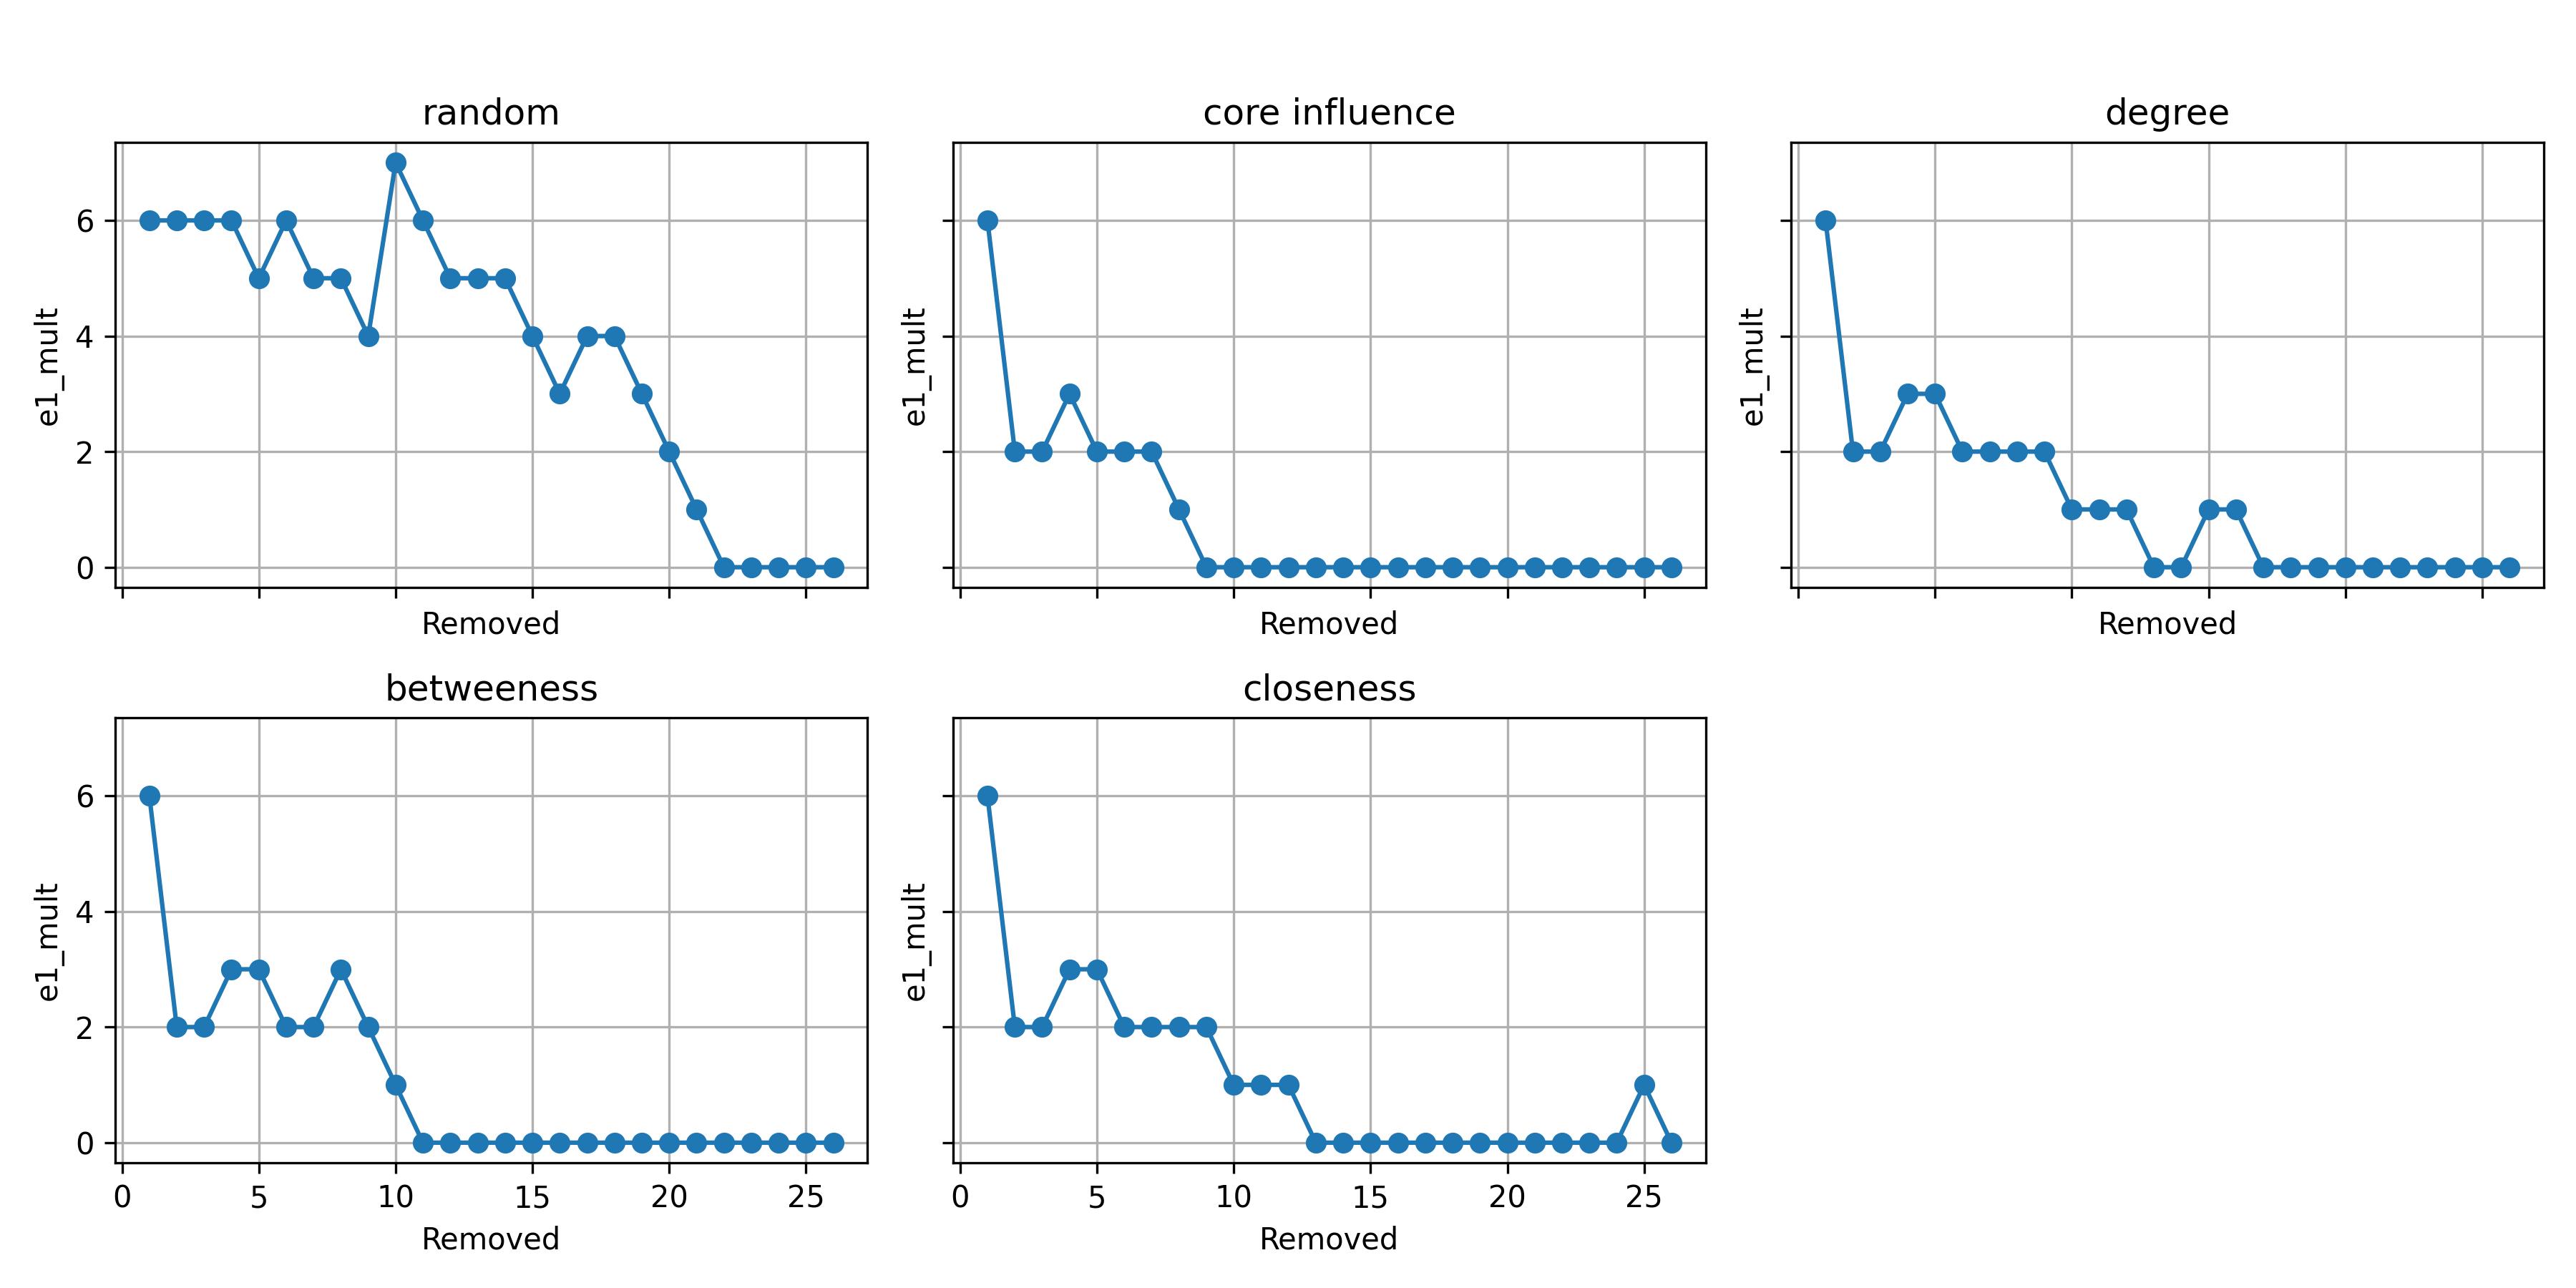 random
core influence
degree
6
4
2
0
e1_mult
e1_mult
e1_mult
Removed
Removed
Removed
betweeness
closeness
6
4
2
0
e1_mult
e1_mult
0 5 10 15 20 25
0 5 10 15 20 25
Removed
Removed